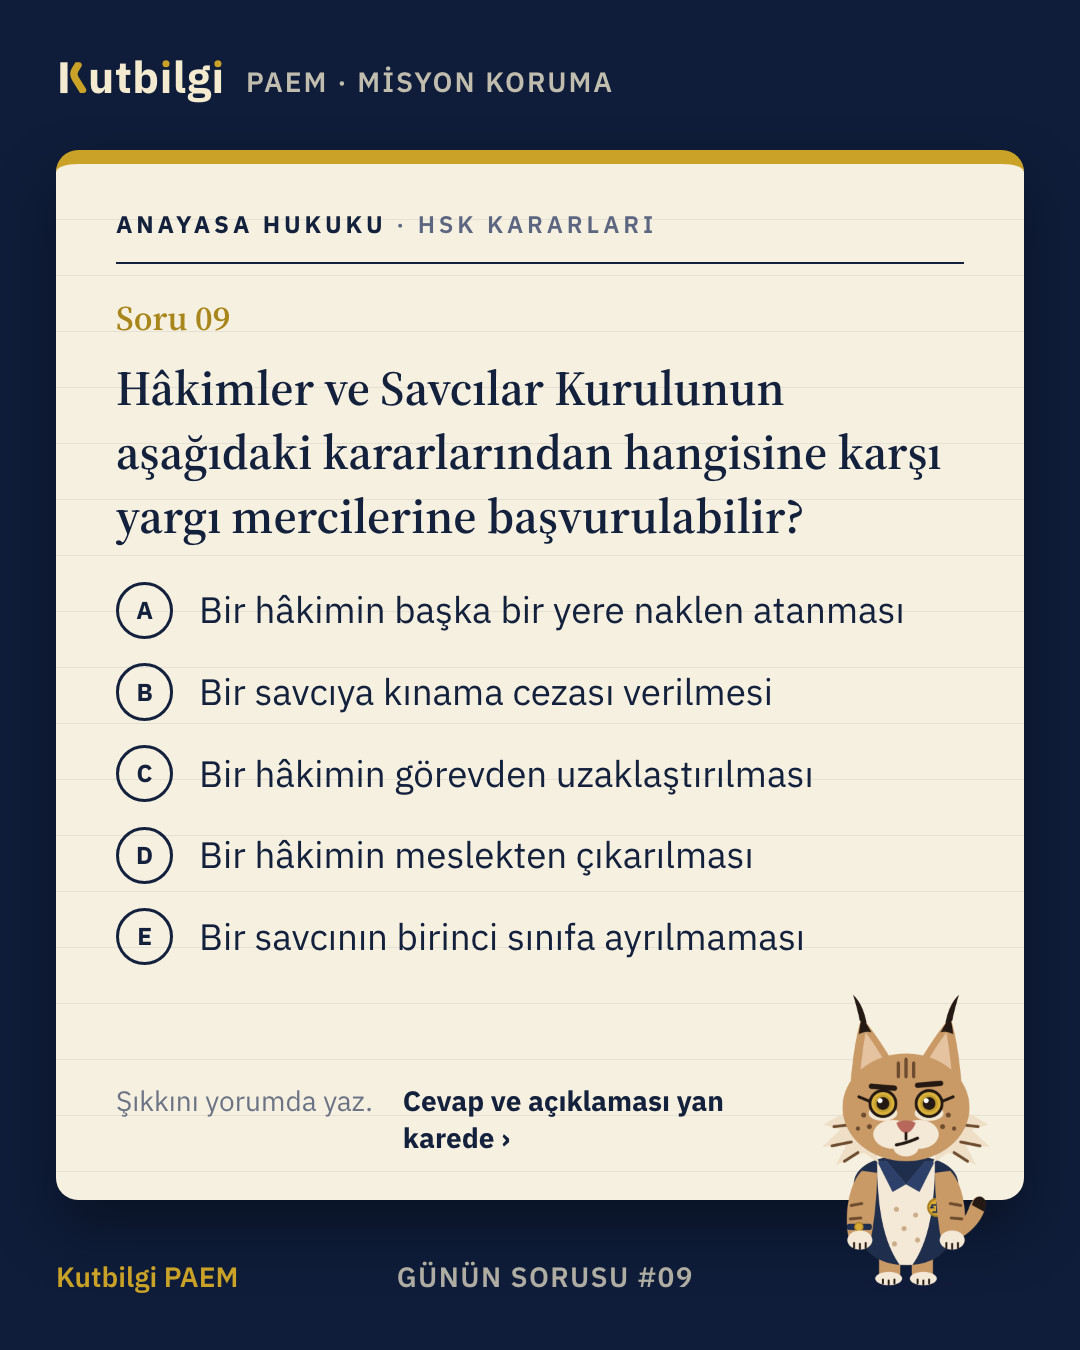 Kutbilgi PAEM · MİSYON KORUMA
ANAYASA HUKUKU · HSK KARARLARI
Soru 09
Hâkimler ve Savcılar Kurulunun
aşağıdaki kararlarından hangisine karşı
yargı mercilerine başvurulabilir?
A Bir hâkimin başka bir yere naklen atanması
B Bir savcıya kınama cezası verilmesi
C Bir hâkimin görevden uzaklaştırılması
D Bir hâkimin meslekten çıkarılması
E Bir savcının birinci sınıfa ayrılmaması
Şıkkını yorumda yaz. Cevap ve açıklaması yan
karede ›
Kutbilgi PAEM GÜNÜN SORUSU #09